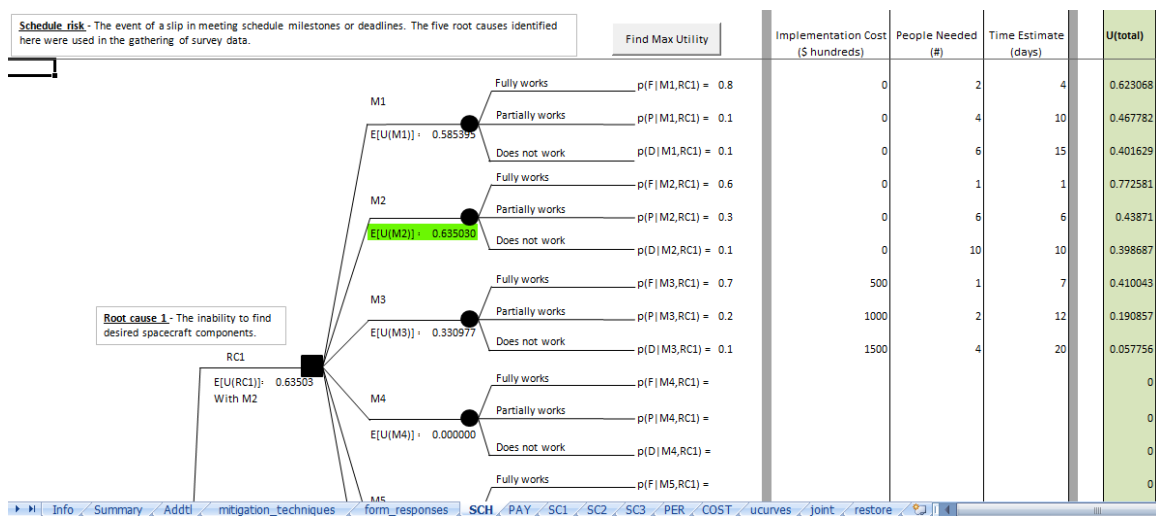 Schedule risk - The event of a slip in meeting schedule milestones or deadlines. The five root causes identified
here were used in the gathering of survey data.
Find Max Utility
Implementation Cost People Needed Time Estimate U(total)
($ hundreds) (#) (days)
Fully works p(F|M1,RC1) = 0.8 0 2 4 0.623068
M1
Partially works p(P|M1,RC1) = 0.1 0 4 10 0.467782
E[U(M1)] : 0.585395
Does not work p(D|M1,RC1) = 0.1 0 6 15 0.401629
Fully works p(F|M2,RC1) = 0.6 0 1 1 0.772581
M2
Partially works p(P|M2,RC1) = 0.3 0 6 6 0.43871
E[U(M2)] : 0.635030
Does not work p(D|M2,RC1) = 0.1 0 10 10 0.398687
Fully works p(F|M3,RC1) = 0.7 500 1 7 0.410043
M3
Root cause 1 - The inability to find
desired spacecraft components.
Partially works p(P|M3,RC1) = 0.2 1000 2 12 0.190857
E[U(M3)] : 0.330977
Does not work p(D|M3,RC1) = 0.1 1500 4 20 0.057756
RC1
E[U(RC1)]: 0.63503
With M2
Fully works p(F|M4,RC1) = 0
M4
Partially works p(P|M4,RC1) = 0
E[U(M4)] : 0.000000
Does not work p(D|M4,RC1) = 0
Fully works p(F|M5,RC1) = 0
M5
Info Summary Addtl mitigation_techniques form_responses SCH PAY SC1 SC2 SC3 PER COST ucurves joint restore